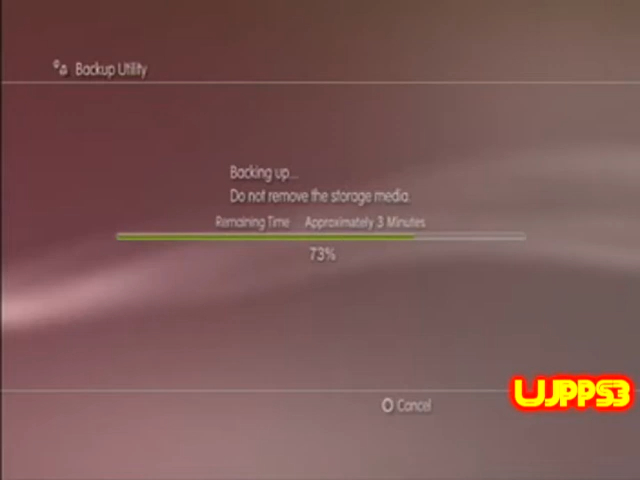 Backup Utility
Backing up...
Do not remove the storage media.
Remaining Time Approximately 3 Minutes
73%
Cancel
UJPPS3